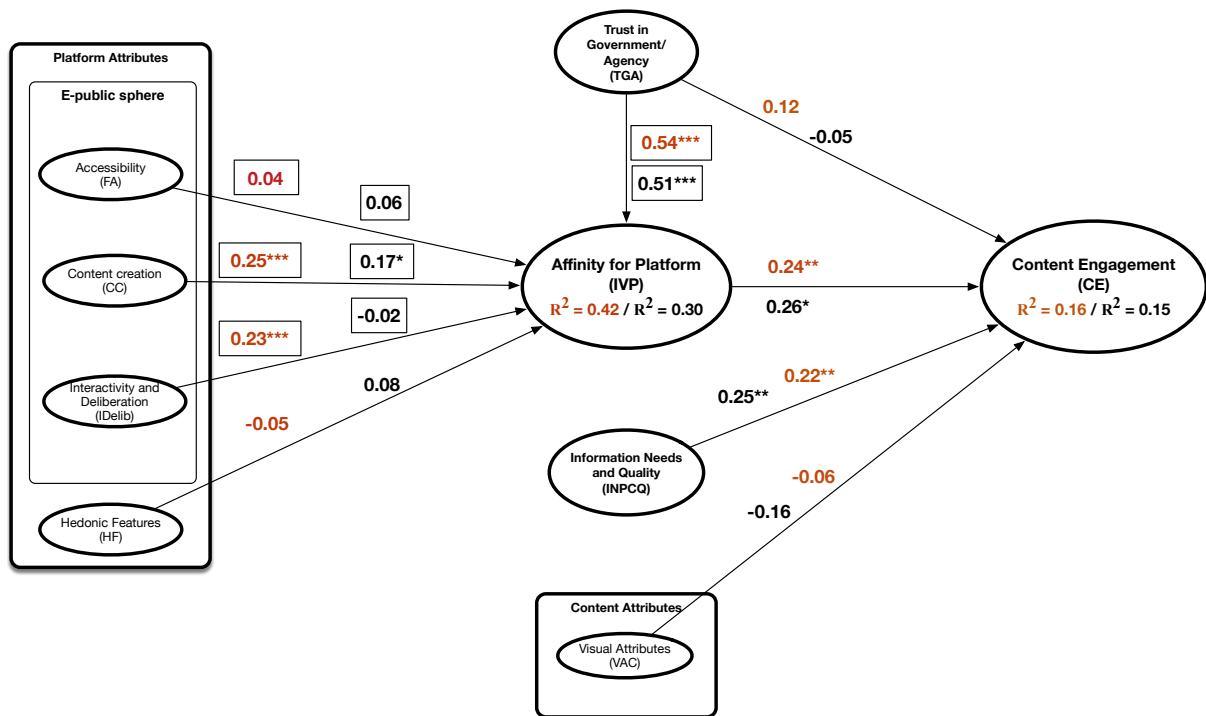 Platform Attributes
E-public sphere
Accessibility
(FA)
Content creation
(CC)
Interactivity and
Deliberation
(IDelib)
Hedonic Features
(HF)
0.04
0.06
0.25***
0.17*
0.23***
-0.02
-0.05
0.08
Trust in
Government/
Agency
(TGA)
0.54***
0.51***
0.12
-0.05
Affinity for Platform
(IVP)
R² = 0.42 / R² = 0.30
0.24**
0.26*
Content Engagement
(CE)
R² = 0.16 / R² = 0.15
0.22**
0.25**
Information Needs
and Quality
(INPCQ)
-0.06
-0.16
Content Attributes
Visual Attributes
(VAC)